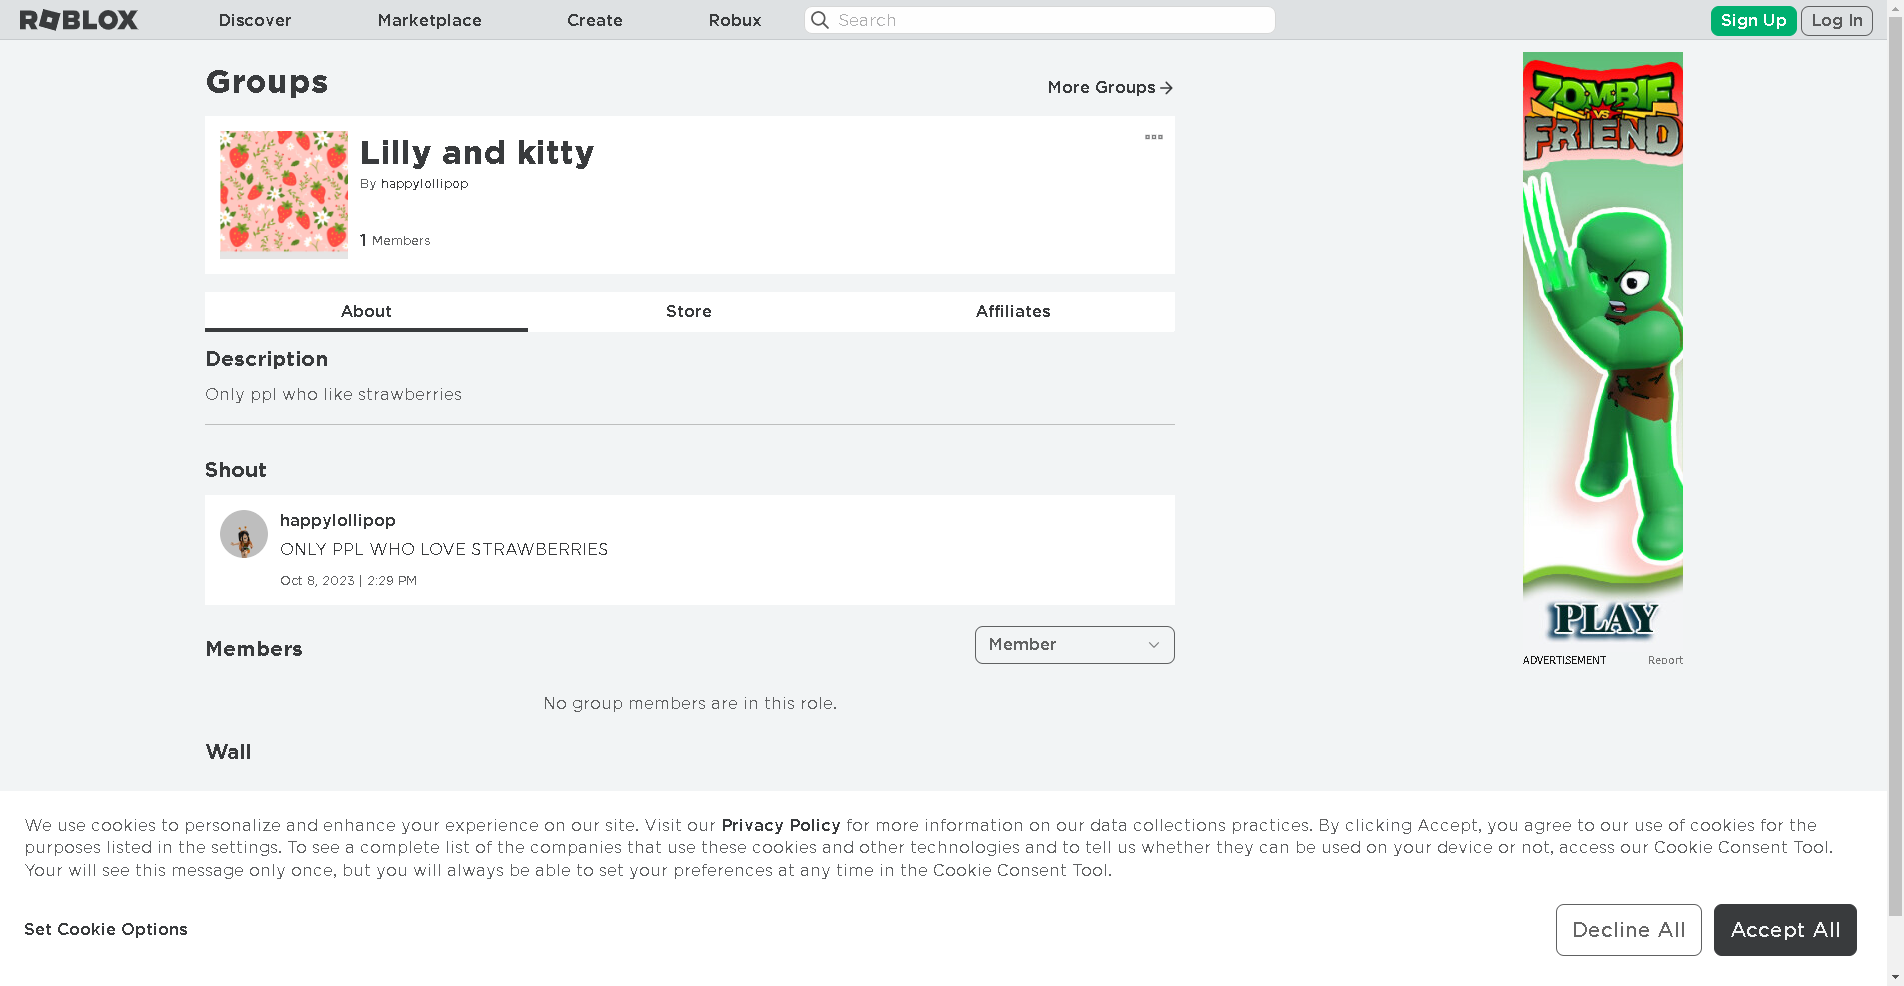 ROBLOX
Discover
Marketplace
Create
Robux
Search
Sign Up
Log In
Groups
More Groups
Lilly and kitty
By happylollipop
1 Members
About
Store
Affiliates
Description
Only ppl who like strawberries
Shout
happylollipop
ONLY PPL WHO LOVE STRAWBERRIES
Oct 8, 2023 | 2:29 PM
Members
Member
No group members are in this role.
Wall
ZOMBIE
VS
FRIEND
PLAY
ADVERTISEMENT
Report
We use cookies to personalize and enhance your experience on our site. Visit our Privacy Policy for more information on our data collections practices. By clicking Accept, you agree to our use of cookies for the
purposes listed in the settings. To see a complete list of the companies that use these cookies and other technologies and to tell us whether they can be used on your device or not, access our Cookie Consent Tool.
Your will see this message only once, but you will always be able to set your preferences at any time in the Cookie Consent Tool.
Set Cookie Options
Decline All
Accept All